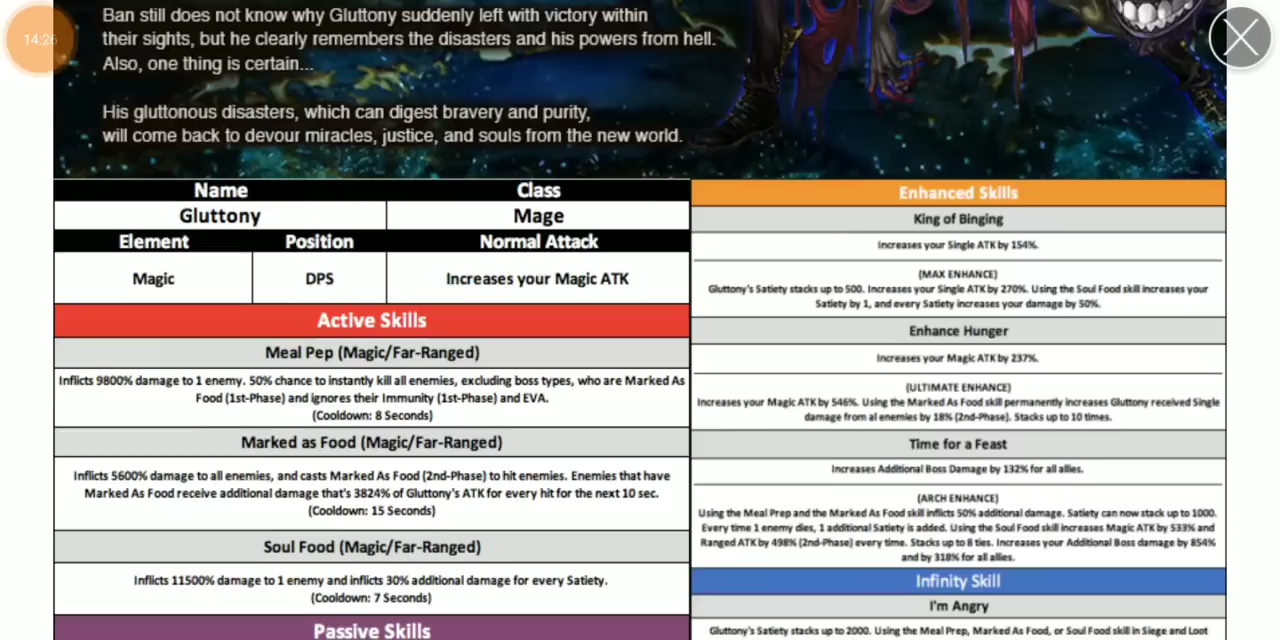 14:26
Ban still does not know why Gluttony suddenly left with victory within
their sights, but he clearly remembers the disasters and his powers from hell.
Also, one thing is certain...
His gluttonous disasters, which can digest bravery and purity,
will come back to devour miracles, justice, and souls from the new world.
Name Class
Gluttony Mage
Element Position Normal Attack
Magic DPS Increases your Magic ATK
Active Skills
Meal Pep (Magic/Far-Ranged)
Inflicts 9800% damage to 1 enemy. 50% chance to instantly kill all enemies, excluding boss types, who are Marked As
Food (1st-Phase) and ignores their Immunity (1st-Phase) and EVA.
(Cooldown: 8 Seconds)
Marked as Food (Magic/Far-Ranged)
Inflicts 5600% damage to all enemies, and casts Marked As Food (2nd-Phase) to hit enemies. Enemies that have
Marked As Food receive additional damage that's 3824% of Gluttony's ATK for every hit for the next 10 sec.
(Cooldown: 15 Seconds)
Soul Food (Magic/Far-Ranged)
Inflicts 11500% damage to 1 enemy and inflicts 30% additional damage for every Satiety.
(Cooldown: 7 Seconds)
Passive Skills
Enhanced Skills
King of Binging
Increases your Single ATK by 154%.
(MAX ENHANCE)
Gluttony's Satiety stacks up to 500. Increases your Single ATK by 270%. Using the Soul Food skill increases your
Satiety by 1, and every Satiety increases your damage by 50%.
Enhance Hunger
Increases your Magic ATK by 237%.
(ULTIMATE ENHANCE)
Increases your Magic ATK by 546%. Using the Marked As Food skill permanently increases Gluttony received Single
damage from al enemies by 18% (2nd-Phase). Stacks up to 10 times.
Time for a Feast
Increases Additional Boss Damage by 132% for all allies.
(ARCH ENHANCE)
Using the Meal Prep and the Marked As Food skill inflicts 50% additional damage. Satiety can now stack up to 1000.
Every time 1 enemy dies, 1 additional Satiety is added. Using the Soul Food skill increases Magic ATK by 533% and
Ranged ATK by 498% (2nd-Phase) every time. Stacks up to 8 ties. Increases your Additional Boss damage by 854%
and by 318% for all allies.
Infinity Skill
I'm Angry
Gluttony's Satiety stacks up to 2000. Using the Meal Prep, Marked As Food, or Soul Food skill in Siege and Loot